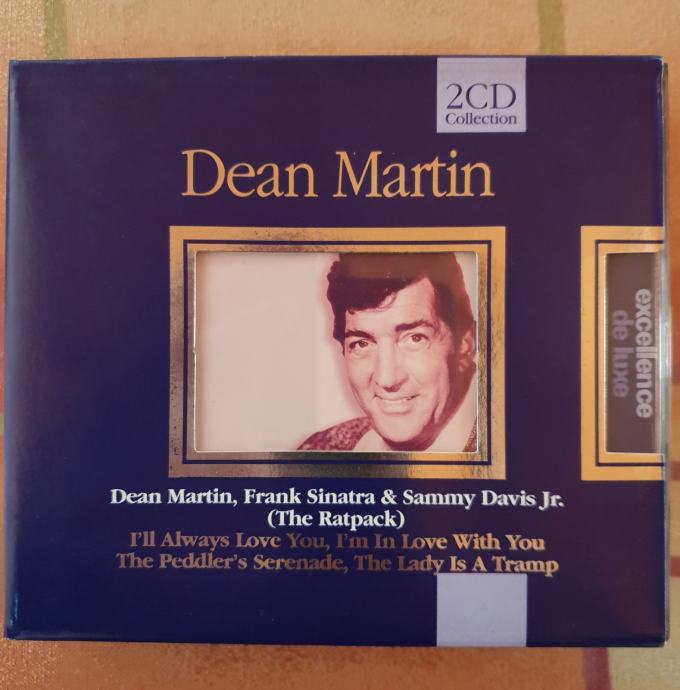 2CD
Collection
Dean Martin
excellence
de luxe
Dean Martin, Frank Sinatra & Sammy Davis Jr.
(The Ratpack)
I'll Always Love You, I'm In Love With You
The Peddler's Serenade, The Lady Is A Tramp